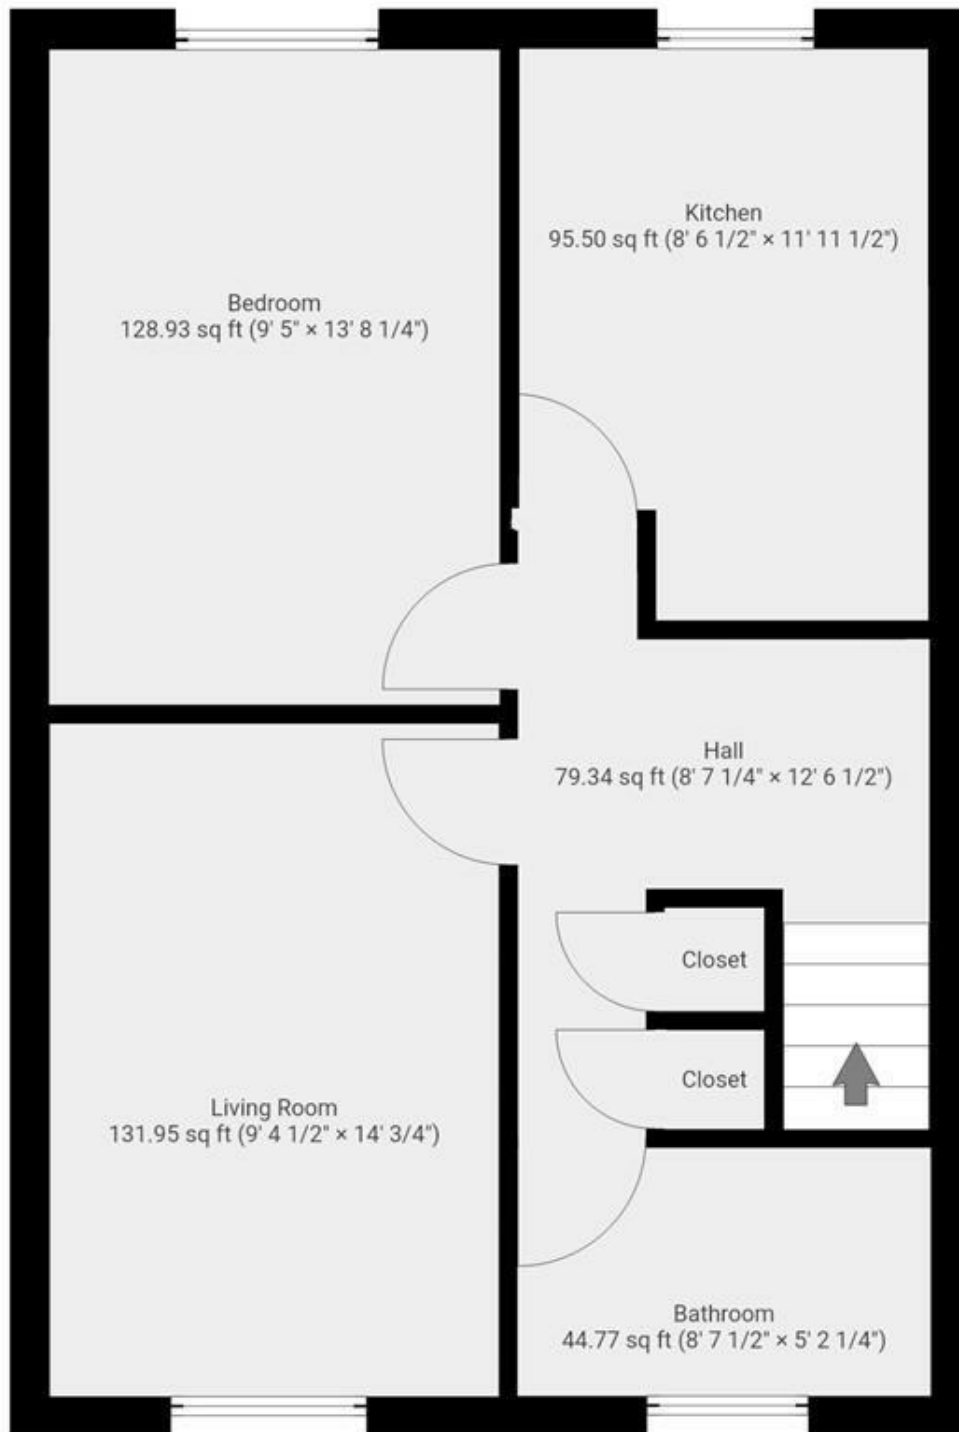 Kitchen
95.50 sq ft (8' 6 1/2" × 11' 11 1/2")
Bedroom
128.93 sq ft (9' 5" × 13' 8 1/4")
Hall
79.34 sq ft (8' 7 1/4" × 12' 6 1/2")
Closet
Closet
Living Room
131.95 sq ft (9' 4 1/2" × 14' 3/4")
Bathroom
44.77 sq ft (8' 7 1/2" × 5' 2 1/4")